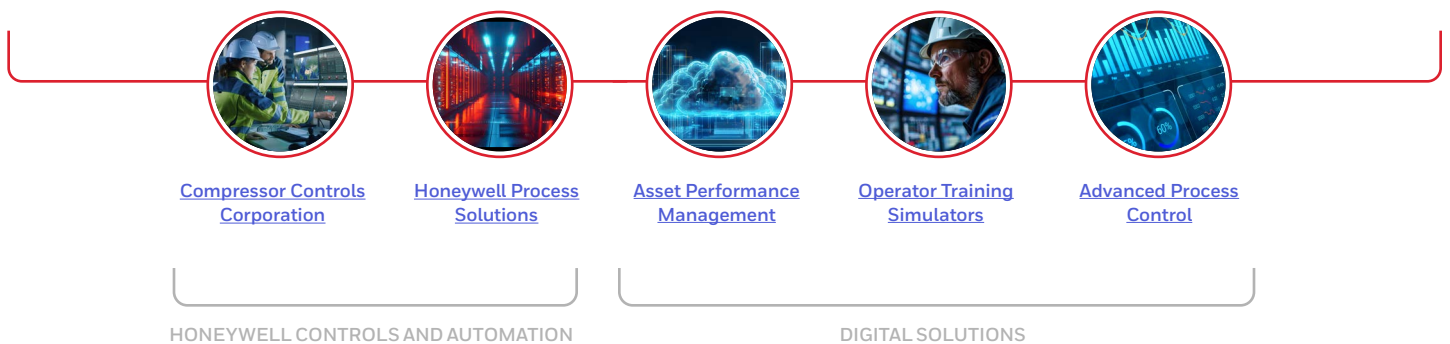 60%
Compressor Controls
Corporation
Honeywell Process
Solutions
Asset Performance
Management
Operator Training
Simulators
Advanced Process
Control
HONEYWELL CONTROLS AND AUTOMATION
DIGITAL SOLUTIONS